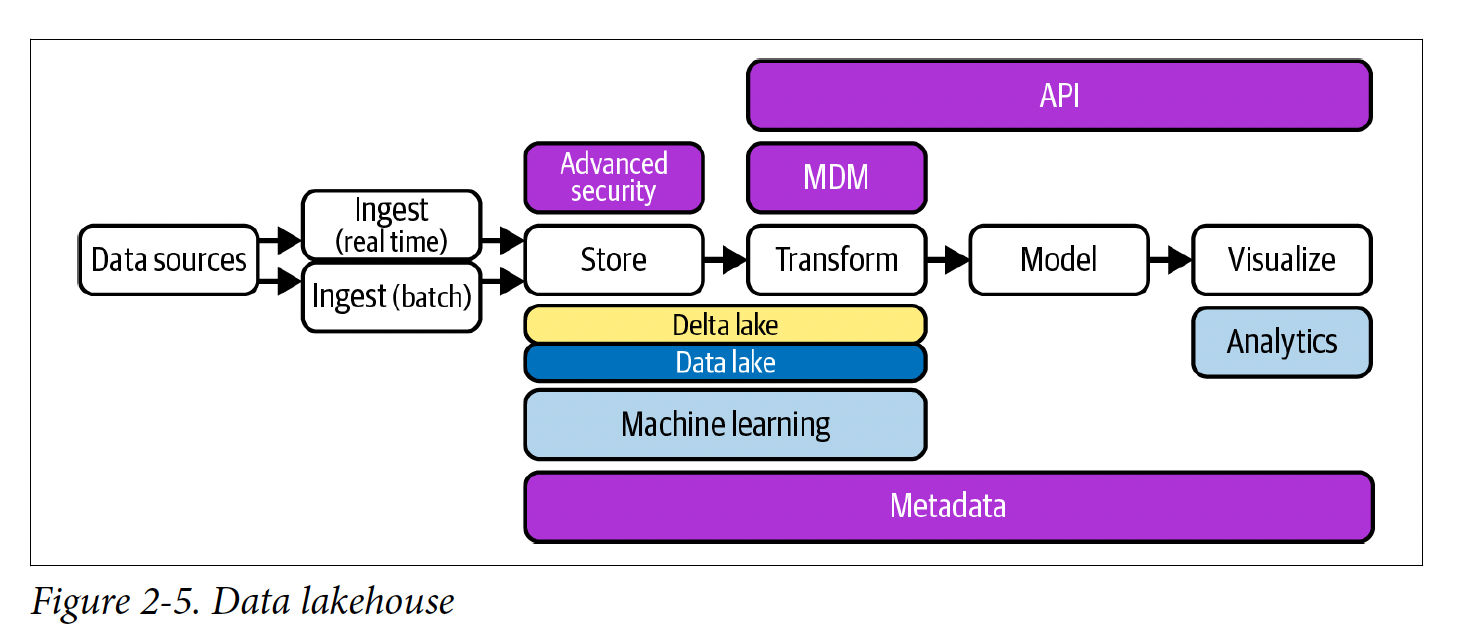 API
Advanced
security
MDM
Data sources
Ingest
(real time)
Ingest (batch)
Store
Transform
Model
Visualize
Delta lake
Data lake
Analytics
Machine learning
Metadata
Figure 2-5. Data lakehouse